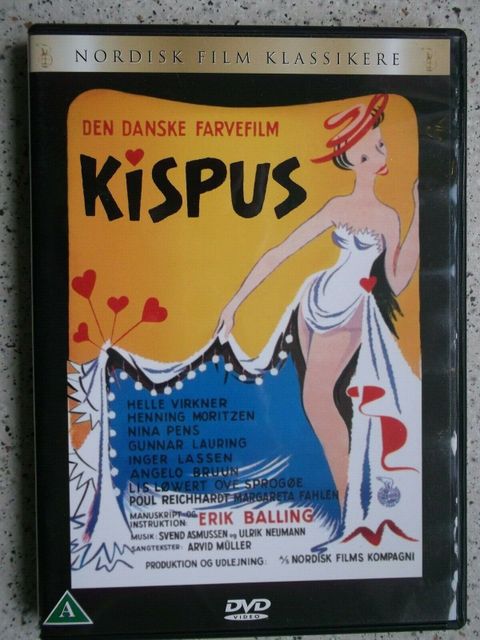 NORDISK FILM KLASSIKERE
DEN DANSKE FARVEFILM
KiSPUS
HELLE VIRKNER
HENNING MORITZEN
NINA PENS
GUNNAR LAURING
INGER LASSEN
ANGELO BRUUN
LIS LØWERT OVE SPROGØE
POUL REICHHARDT MARGARETA FAHLEN
MANUSKRIPT OG
INSTRUKTION: ERIK BALLING
MUSIK: SVEND ASMUSSEN og ULRIK NEUMANN
SANGTEKSTER: ARVID MÜLLER
PRODUKTION OG UDLEJNING: A/S NORDISK FILMS KOMPAGNI
A
DVD
VIDEO